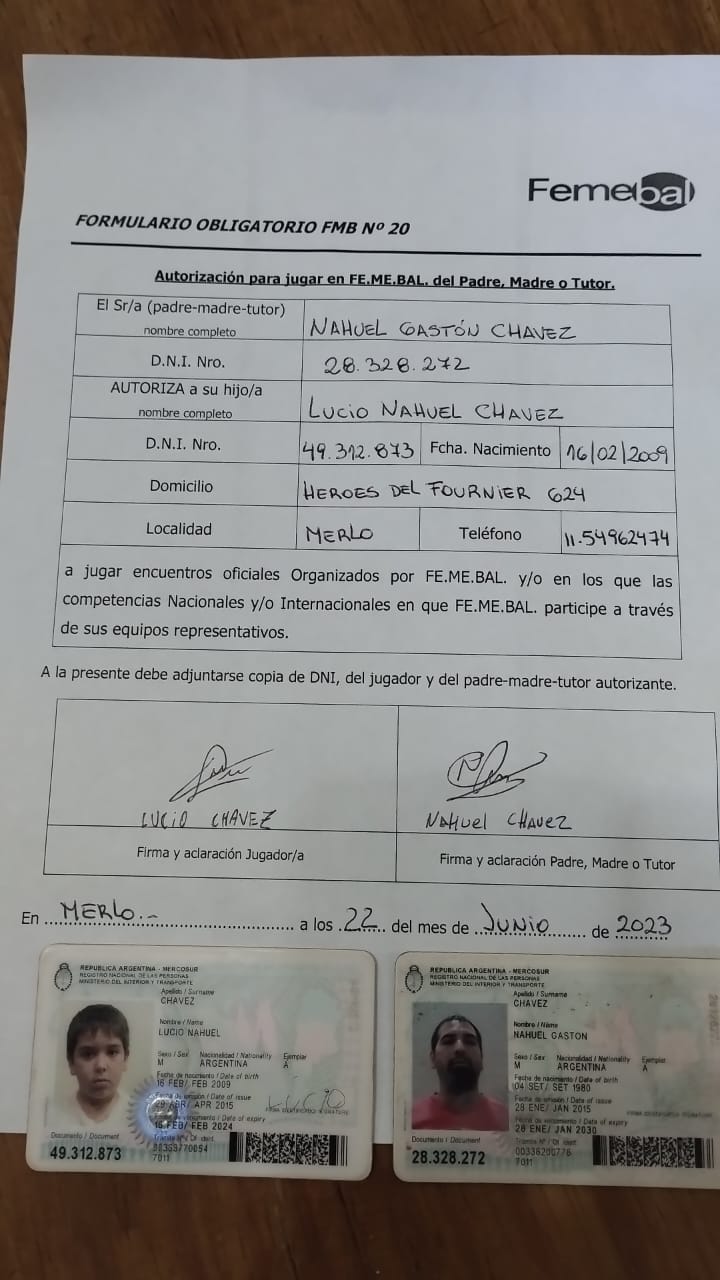 Femebal
FORMULARIO OBLIGATORIO FMB Nº 20
Autorización para jugar en FE.ME.BAL. del Padre, Madre o Tutor.
El Sr/a (padre-madre-tutor) nombre completo NAHUEL GASTÓN CHAVEZ
D.N.I. Nro. 28.328.272
AUTORIZA a su hijo/a nombre completo LUCIO NAHUEL CHAVEZ
D.N.I. Nro. 49.312.873 Fcha. Nacimiento 16/02/2009
Domicilio HEROES DEL FOURNIER 624
Localidad MERLO Teléfono 11.54962474
a jugar encuentros oficiales Organizados por FE.ME.BAL. y/o en los que las
competencias Nacionales y/o Internacionales en que FE.ME.BAL. participe a través
de sus equipos representativos.
A la presente debe adjuntarse copia de DNI, del jugador y del padre-madre-tutor autorizante.
LUCIO CHAVEZ NAHUEL CHAVEZ
Firma y aclaración Jugador/a Firma y aclaración Padre, Madre o Tutor
En MERLO.- a los 22 del mes de JUNIO de 2023
REPUBLICA ARGENTINA - MERCOSUR
REGISTRO NACIONAL DE LAS PERSONAS
MINISTERIO DEL INTERIOR Y TRANSPORTE
Apellido / Surname
CHAVEZ
Nombre / Name
LUCIO NAHUEL
Sexo / Sex Nacionalidad / Nationality Ejemplar
M ARGENTINA A
Fecha de nacimiento / Date of birth
16 FEB/ FEB 2009
Fecha de emisión / Date of issue
29 ABR/ APR 2015
vencimiento / Date of expiry
16 FEB/ FEB 2024
Documento / Document
49.312.873
7011
REPUBLICA ARGENTINA - MERCOSUR
REGISTRO NACIONAL DE LAS PERSONAS
MINISTERIO DEL INTERIOR Y TRANSPORTE
Apellido / Surname
CHAVEZ
Nombre / Name
NAHUEL GASTON
Sexo / Sex Nacionalidad / Nationality Ejemplar
M ARGENTINA A
Fecha de nacimiento / Date of birth
04 SET/ SET 1980
Fecha de emisión / Date of issue
28 ENE/ JAN 2015
Fecha de vencimiento / Date of expiry
28 ENE/ JAN 2030
Documento / Document
28.328.272
7011